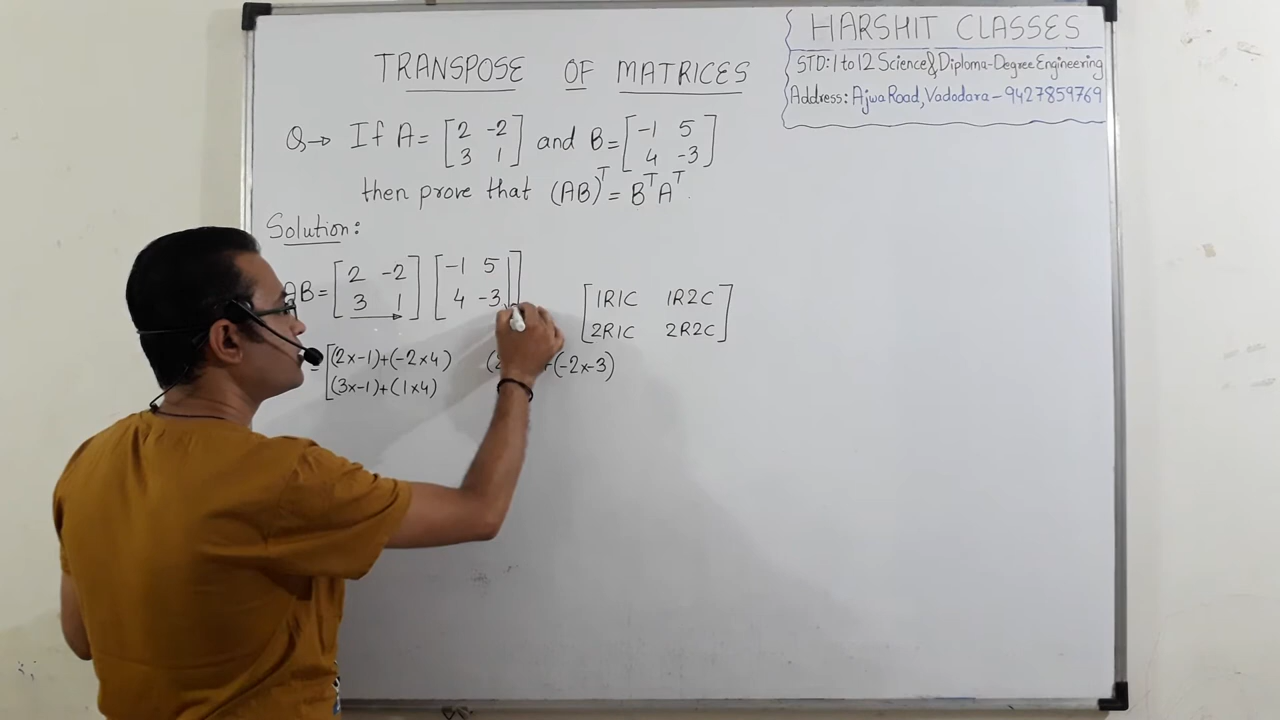 HARSHIT CLASSES
STD: 1 to 12 Science & Diploma-Degree Engineering
Address: Ajwa Road, Vadodara - 9427859769
TRANSPOSE OF MATRICES
Q→ If A = [2 -2 and B = [-1 5
3 1] 4 -3]
then prove that (AB)ᵀ = BᵀAᵀ.
Solution:
AB = [2 -2 [-1 5
3 1] 4 -3]
[1R1C 1R2C
2R1C 2R2C]
= [(2x-1)+(-2x4) (2 +(-2x-3)
(3x-1)+(1x4)